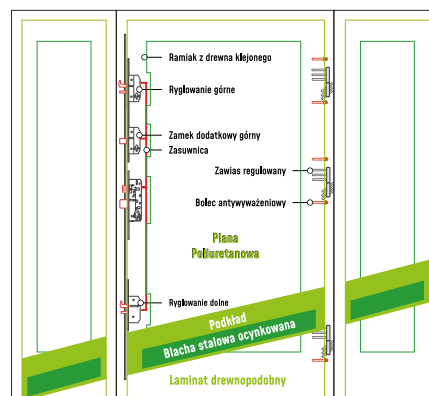 Ramiak z drewna klejonego
Ryglowanie górne
Zamek dodatkowy górny
Zasuwnica
Zawias regulowany
Bolec antywyważeniowy
Piana
Poliuretanowa
Ryglowanie dolne
Podkład
Blacha stalowa ocynkowana
Laminat drewnopodobny